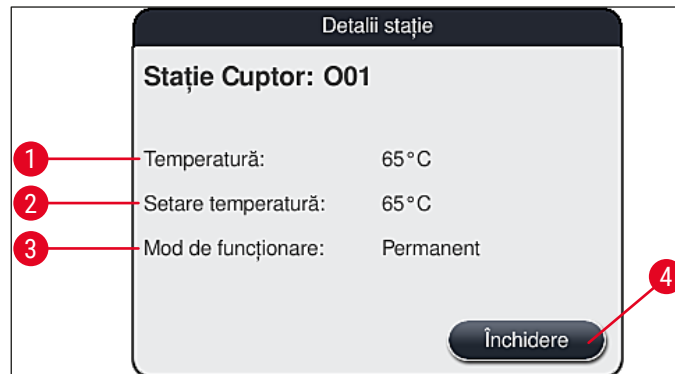 Detalii stație
Stație Cuptor: O01
1 Temperatură: 65°C
2 Setare temperatură: 65°C
3 Mod de funcționare: Permanent
4
Închidere